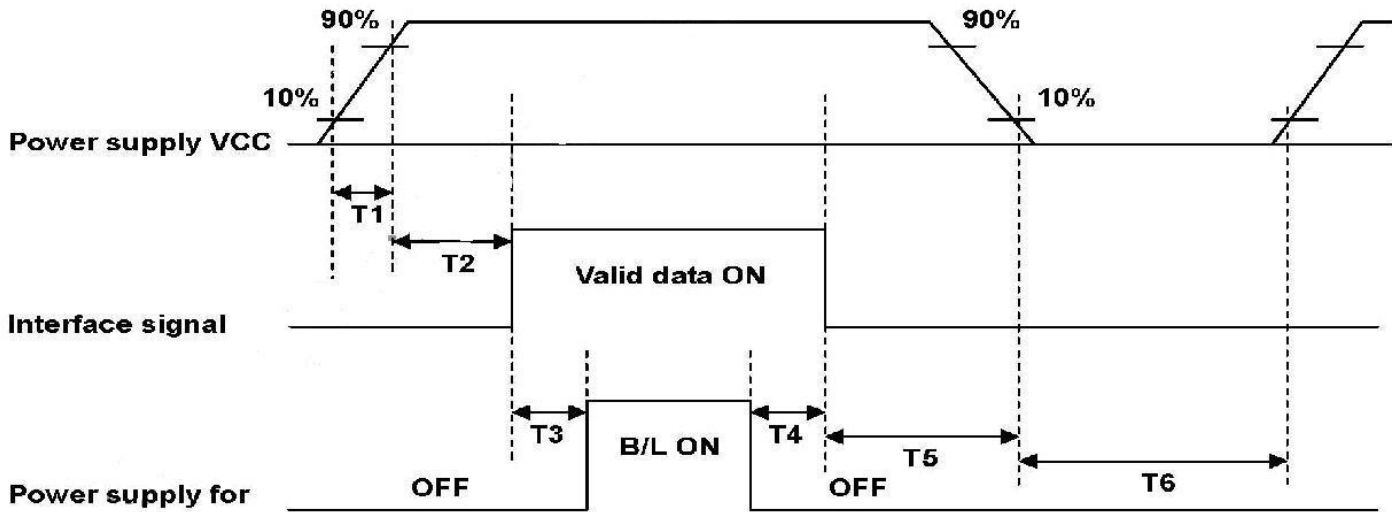 90%
90%
10%
10%
Power supply VCC
T1
T2
Valid data ON
Interface signal
T3
B/L ON
T4
T5
T6
OFF
OFF
Power supply for